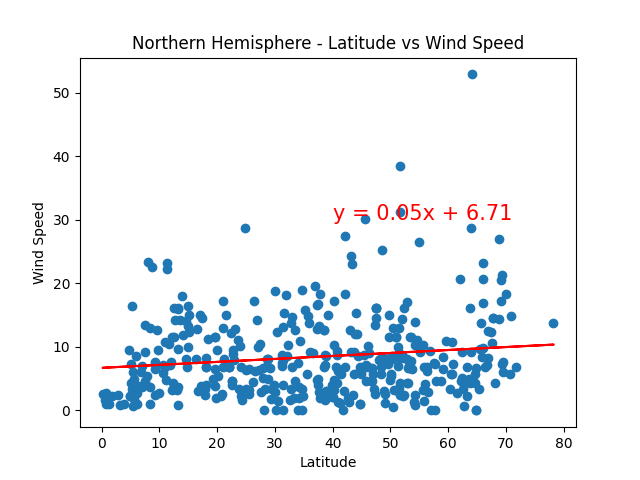 Northern Hemisphere - Latitude vs Wind Speed
50
40
y = 0.05x + 6.71
30
Wind Speed
20
10
0
0 10 20 30 40 50 60 70 80
Latitude